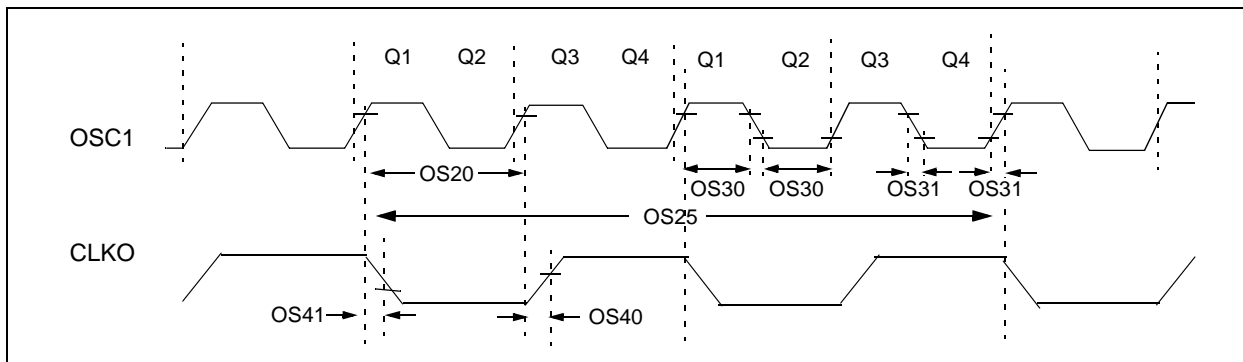 Q1 Q2 Q3 Q4 Q1 Q2 Q3 Q4
OSC1
OS20 OS30 OS30 OS31 OS31
OS25
CLKO
OS41 OS40